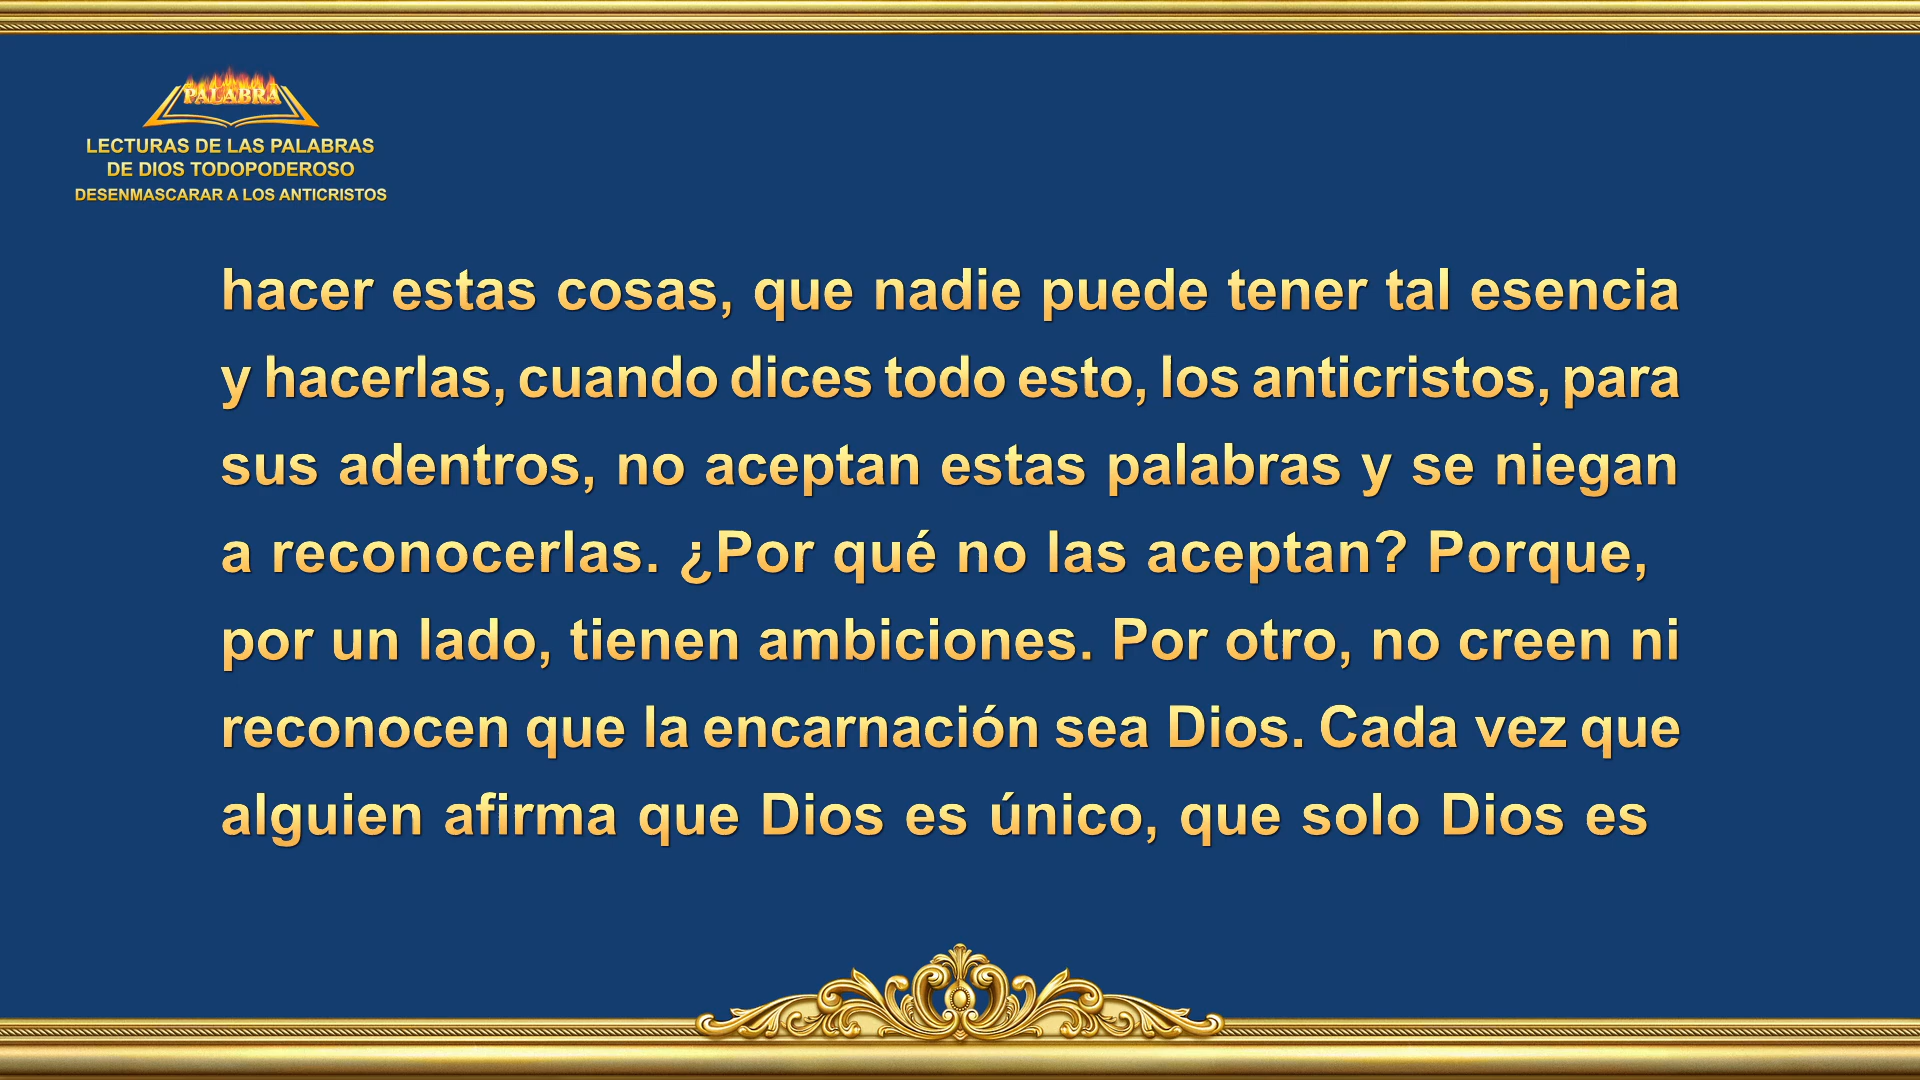 PALABRA
LECTURAS DE LAS PALABRAS
DE DIOS TODOPODEROSO
DESENMASCARAR A LOS ANTICRISTOS
hacer estas cosas, que nadie puede tener tal esencia
y hacerlas, cuando dices todo esto, los anticristos, para
sus adentros, no aceptan estas palabras y se niegan
a reconocerlas. ¿Por qué no las aceptan? Porque,
por un lado, tienen ambiciones. Por otro, no creen ni
reconocen que la encarnación sea Dios. Cada vez que
alguien afirma que Dios es único, que solo Dios es